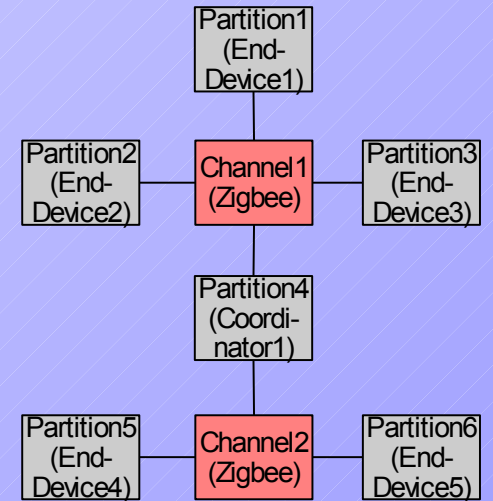 Partition1
(End-
Device1)
Partition2
(End-
Device2)
Channel1
(Zigbee)
Partition3
(End-
Device3)
Partition4
(Coordi-
nator1)
Partition5
(End-
Device4)
Channel2
(Zigbee)
Partition6
(End-
Device5)